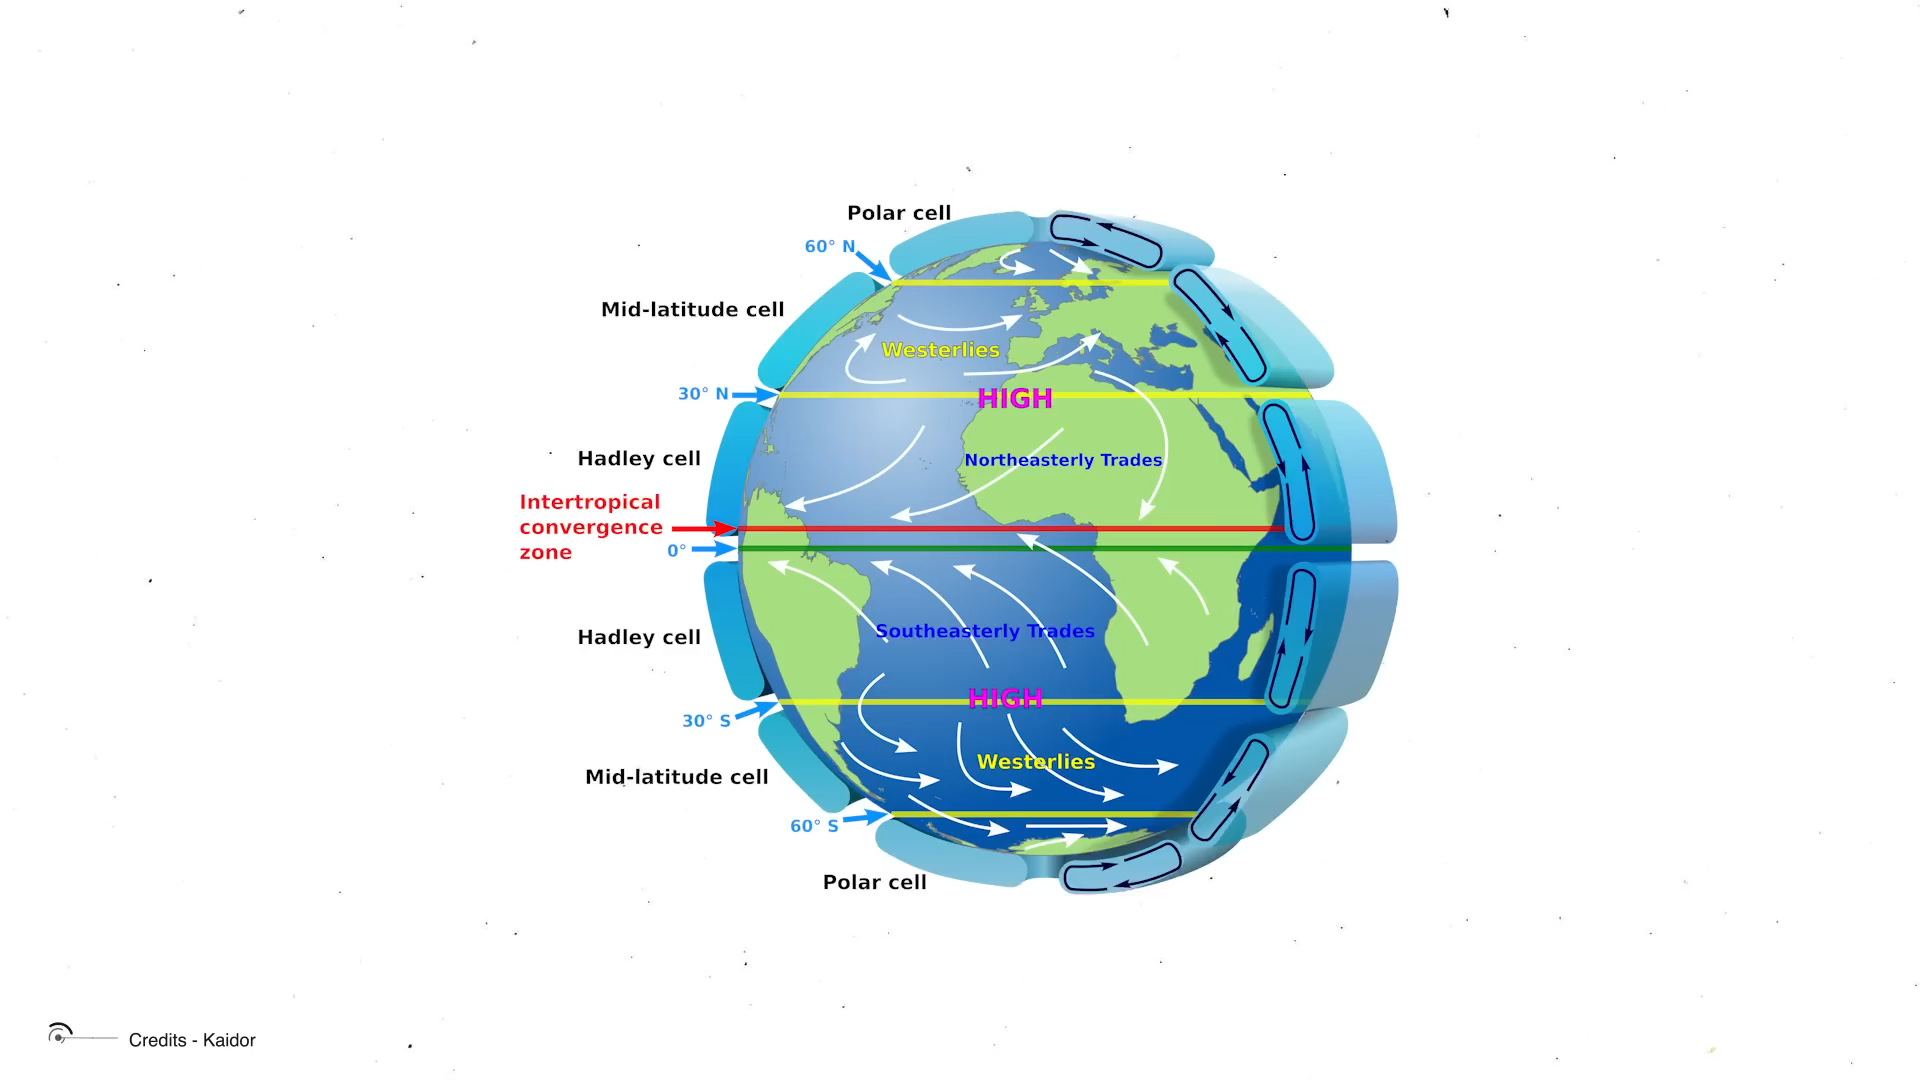 Polar cell
60° N
Mid-latitude cell
Westerlies
30° N
HIGH
Hadley cell
Northeasterly Trades
Intertropical
convergence
zone
0°
Hadley cell
Southeasterly Trades
HIGH
30° S
Westerlies
Mid-latitude cell
60° S
Polar cell
Credits - Kaidor